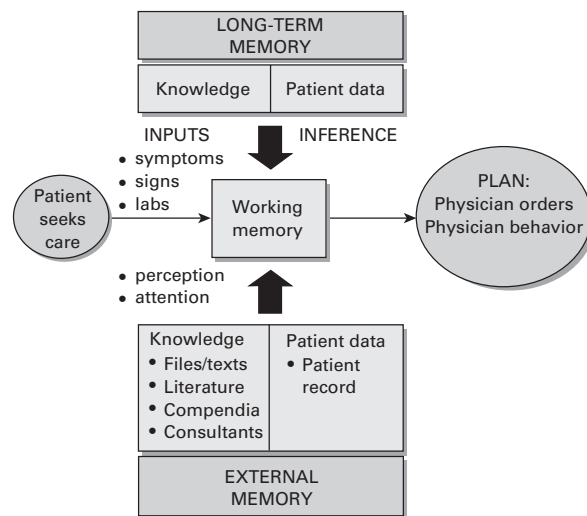 LONG-TERM
MEMORY
Knowledge
Patient data
INPUTS
INFERENCE
• symptoms
• signs
• labs
Patient
seeks
care
Working
memory
PLAN:
Physician orders
Physician behavior
• perception
• attention
Knowledge
• Files/texts
• Literature
• Compendia
• Consultants
Patient data
• Patient
record
EXTERNAL
MEMORY